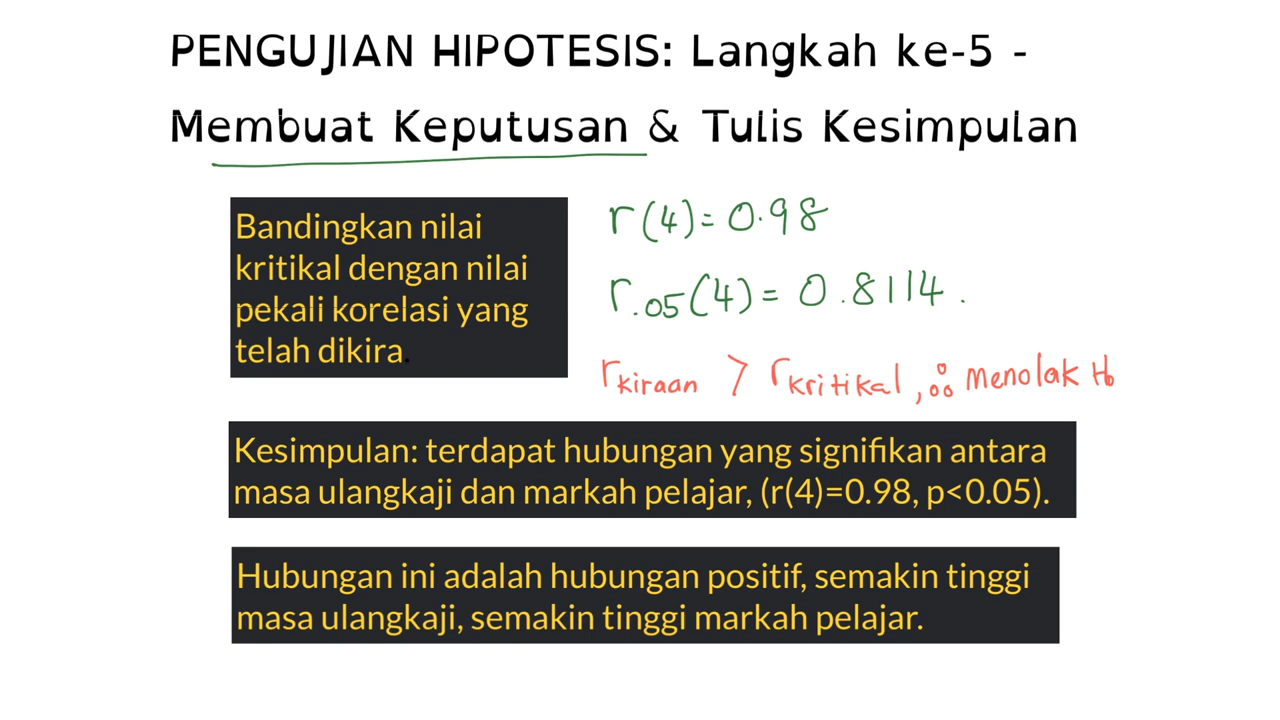 PENGUJIAN HIPOTESIS: Langkah ke-5 -
Membuat Keputusan & Tulis Kesimpulan
Bandingkan nilai
kritikal dengan nilai
pekali korelasi yang
telah dikira.
r(4)=0.98
r.05(4)=0.8114.
rkiraan > rkritikal, ஃ menolak H₀
Kesimpulan: terdapat hubungan yang signifikan antara
masa ulangkaji dan markah pelajar, (r(4)=0.98, p<0.05).
Hubungan ini adalah hubungan positif, semakin tinggi
masa ulangkaji, semakin tinggi markah pelajar.